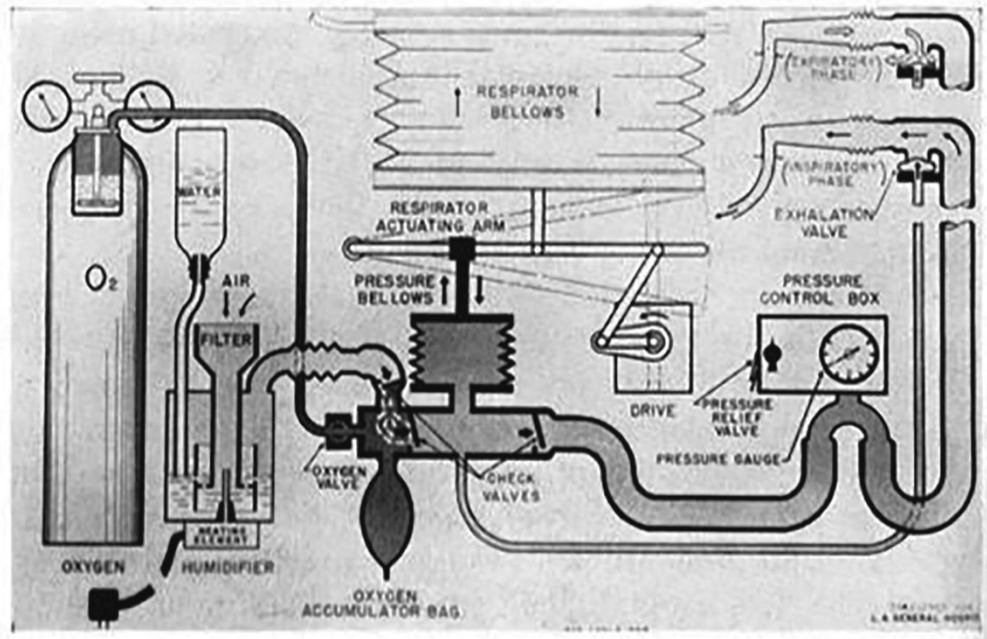 RESPIRATOR
BELLOWS
(EXPIRATORY
PHASE)
(INSPIRATORY
PHASE)
EXHALATION
VALVE
WATER
RESPIRATOR
ACTUATING ARM
O2
AIR
PRESSURE
BELLOWS
PRESSURE
CONTROL BOX
FILTER
DRIVE
PRESSURE
RELIEF
VALVE
PRESSURE GAUGE
OXYGEN
VALVE
CHECK
VALVES
HEATING
ELEMENT
OXYGEN
HUMIDIFIER
OXYGEN
ACCUMULATOR BAG
L.A. GENERAL